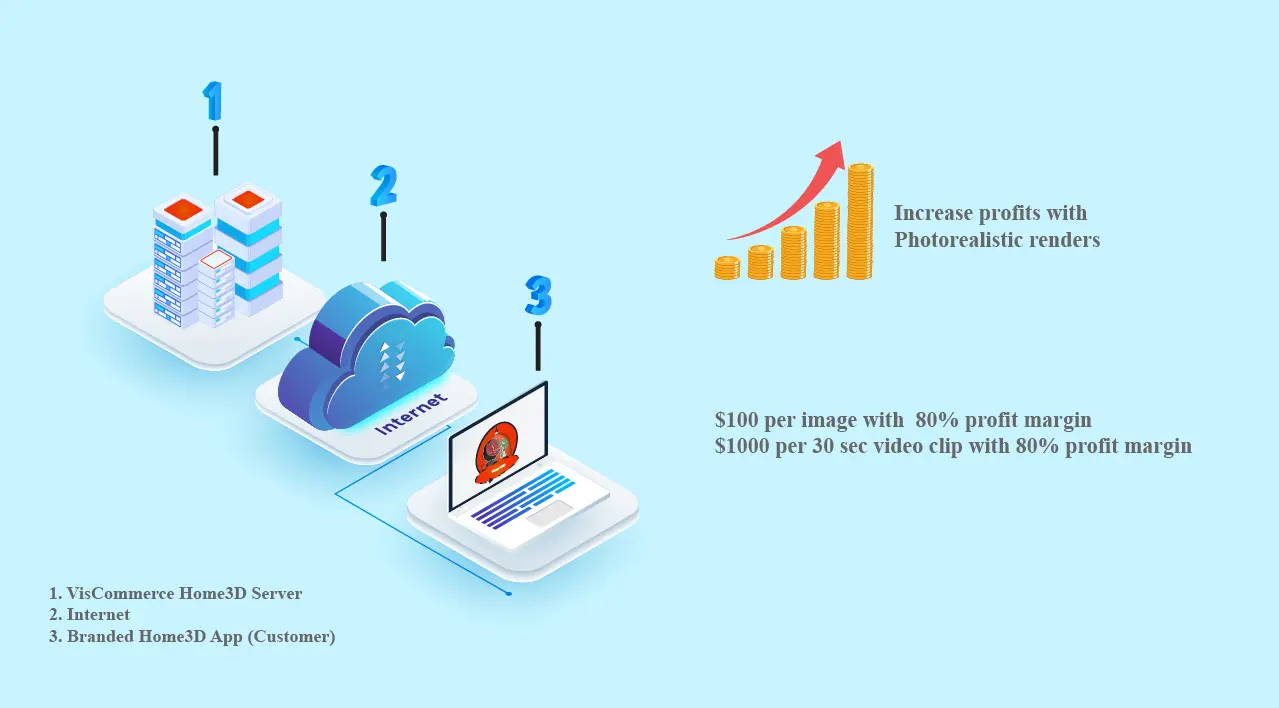 1
2
3
Internet
Increase profits with
Photorealistic renders
$100 per image with  80% profit margin
$1000 per 30 sec video clip with 80% profit margin
1. VisCommerce Home3D Server
2. Internet
3. Branded Home3D App (Customer)